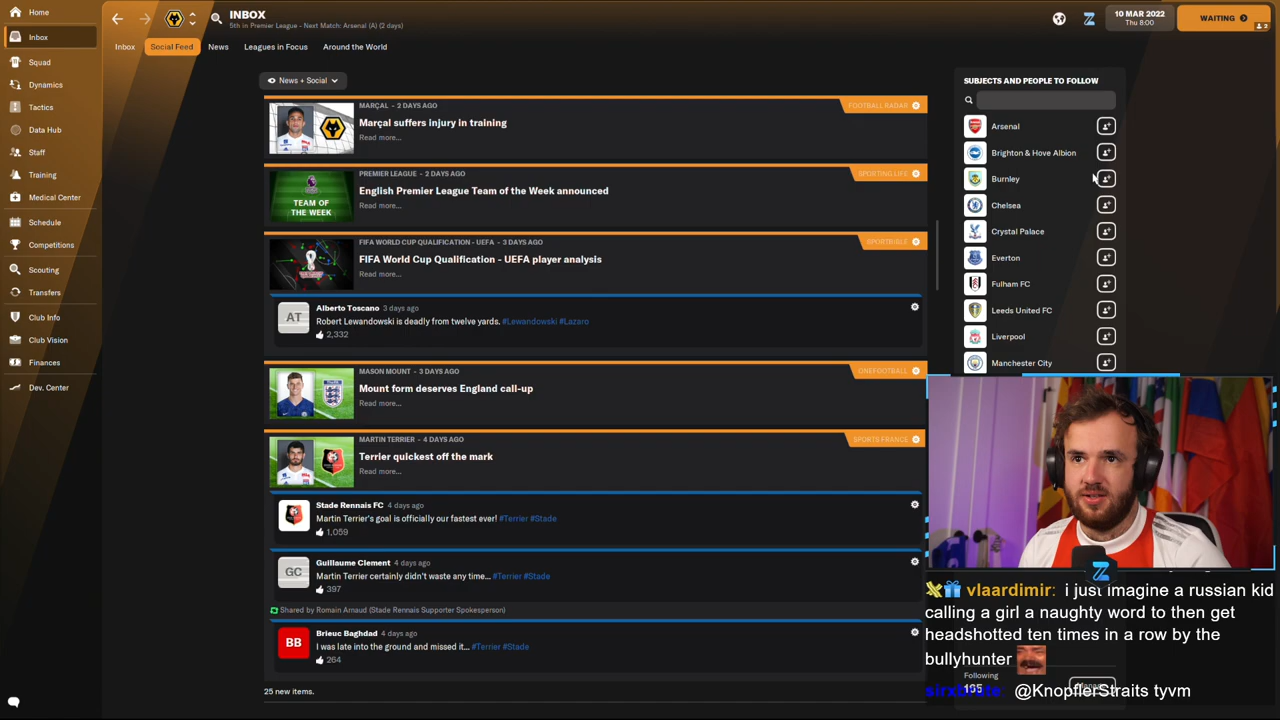 Home
Inbox
Squad
Dynamics
Tactics
Data Hub
Staff
Training
Medical Center
Schedule
Competitions
Scouting
Transfers
Club Info
Club Vision
Finances
Dev. Center
INBOX
5th in Premier League - Next Match: Arsenal (A) (2 days)
10 MAR 2022
Thu 8:00
WAITING
2
Inbox
Social Feed
News
Leagues in Focus
Around the World
News + Social
MARÇAL - 2 DAYS AGO
FOOTBALL RADAR
Marçal suffers injury in training
Read more...
PREMIER LEAGUE - 2 DAYS AGO
SPORTING LIFE
TEAM OF
THE WEEK
English Premier League Team of the Week announced
Read more...
FIFA WORLD CUP QUALIFICATION - UEFA - 3 DAYS AGO
SPORTBIBLE
FIFA World Cup Qualification - UEFA player analysis
Read more...
AT
Alberto Toscano 3 days ago
Robert Lewandowski is deadly from twelve yards. #Lewandowski #Lazaro
2,332
MASON MOUNT - 3 DAYS AGO
ONEFOOTBALL
Mount form deserves England call-up
Read more...
MARTIN TERRIER - 4 DAYS AGO
SPORTS FRANCE
Terrier quickest off the mark
Read more...
Stade Rennais FC 4 days ago
Martin Terrier's goal is officially our fastest ever! #Terrier #Stade
1,059
GC
Guillaume Clement 4 days ago
Martin Terrier certainly didn't waste any time... #Terrier #Stade
397
Shared by Romain Arnaud (Stade Rennais Supporter Spokesperson)
BB
Brieuc Baghdad 4 days ago
I was late into the ground and missed it... #Terrier #Stade
264
25 new items.
SUBJECTS AND PEOPLE TO FOLLOW
Arsenal
Brighton & Hove Albion
Burnley
Chelsea
Crystal Palace
Everton
Fulham FC
Leeds United FC
Liverpool
Manchester City
vlaardimir: i just imagine a russian kid
calling a girl a naughty word to then get
headshotted ten times in a row by the
bullyhunter
Following
sirxbrute: @KnopflerStraits tyvm